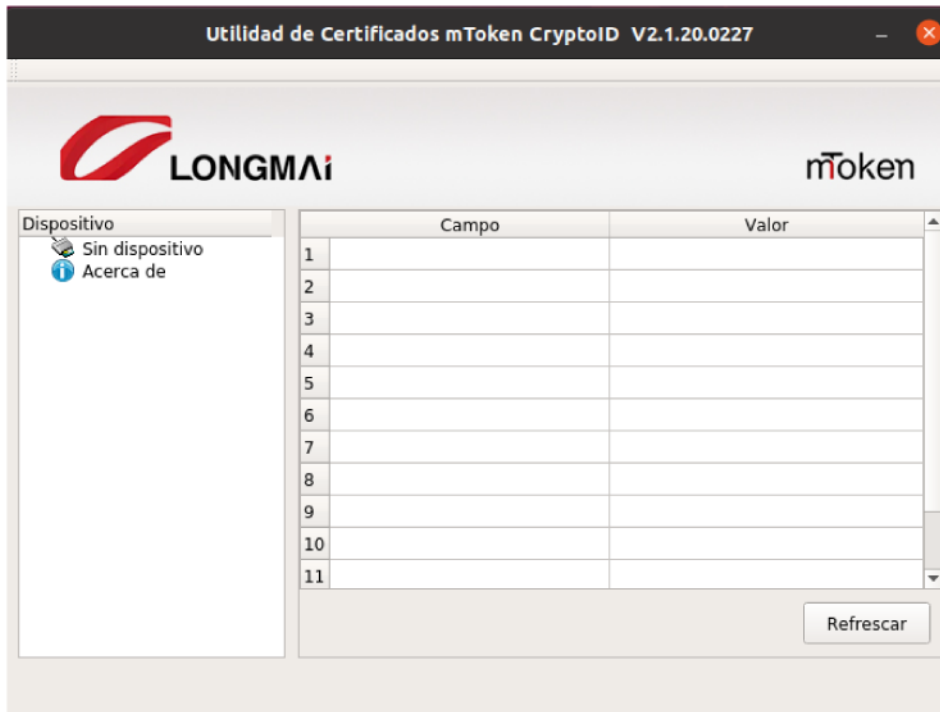 Utilidad de Certificados mToken CryptoID V2.1.20.0227
LONGMAi
mToken
Dispositivo
Sin dispositivo
Acerca de
Campo Valor
1
2
3
4
5
6
7
8
9
10
11
Refrescar